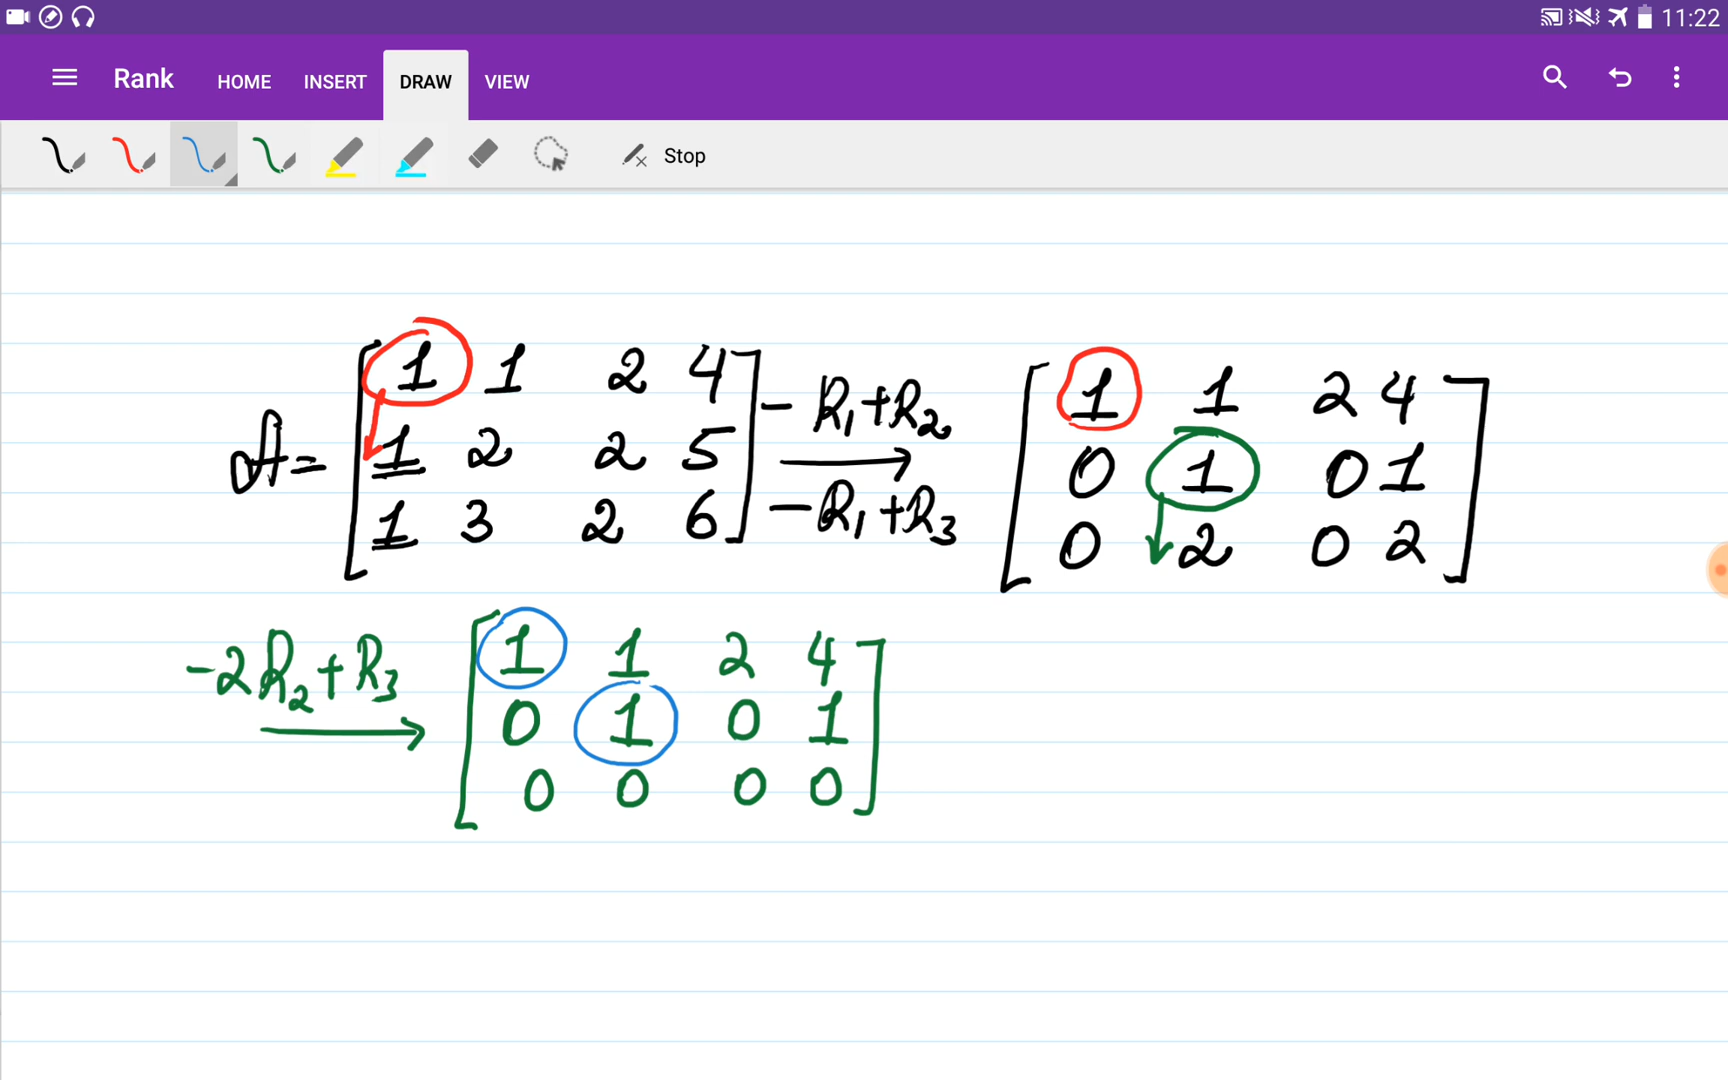 11:22
Rank HOME INSERT DRAW VIEW
Stop
A = [ 1 1 2 4 ] - R₁+R₂ [ 1 1 2 4 ]
1 2 2 5 → 0 1 0 1
1 3 2 6 - R₁+R₃ 0 2 0 2
-2R₂+R₃ → [ 1 1 2 4 ]
0 1 0 1
0 0 0 0